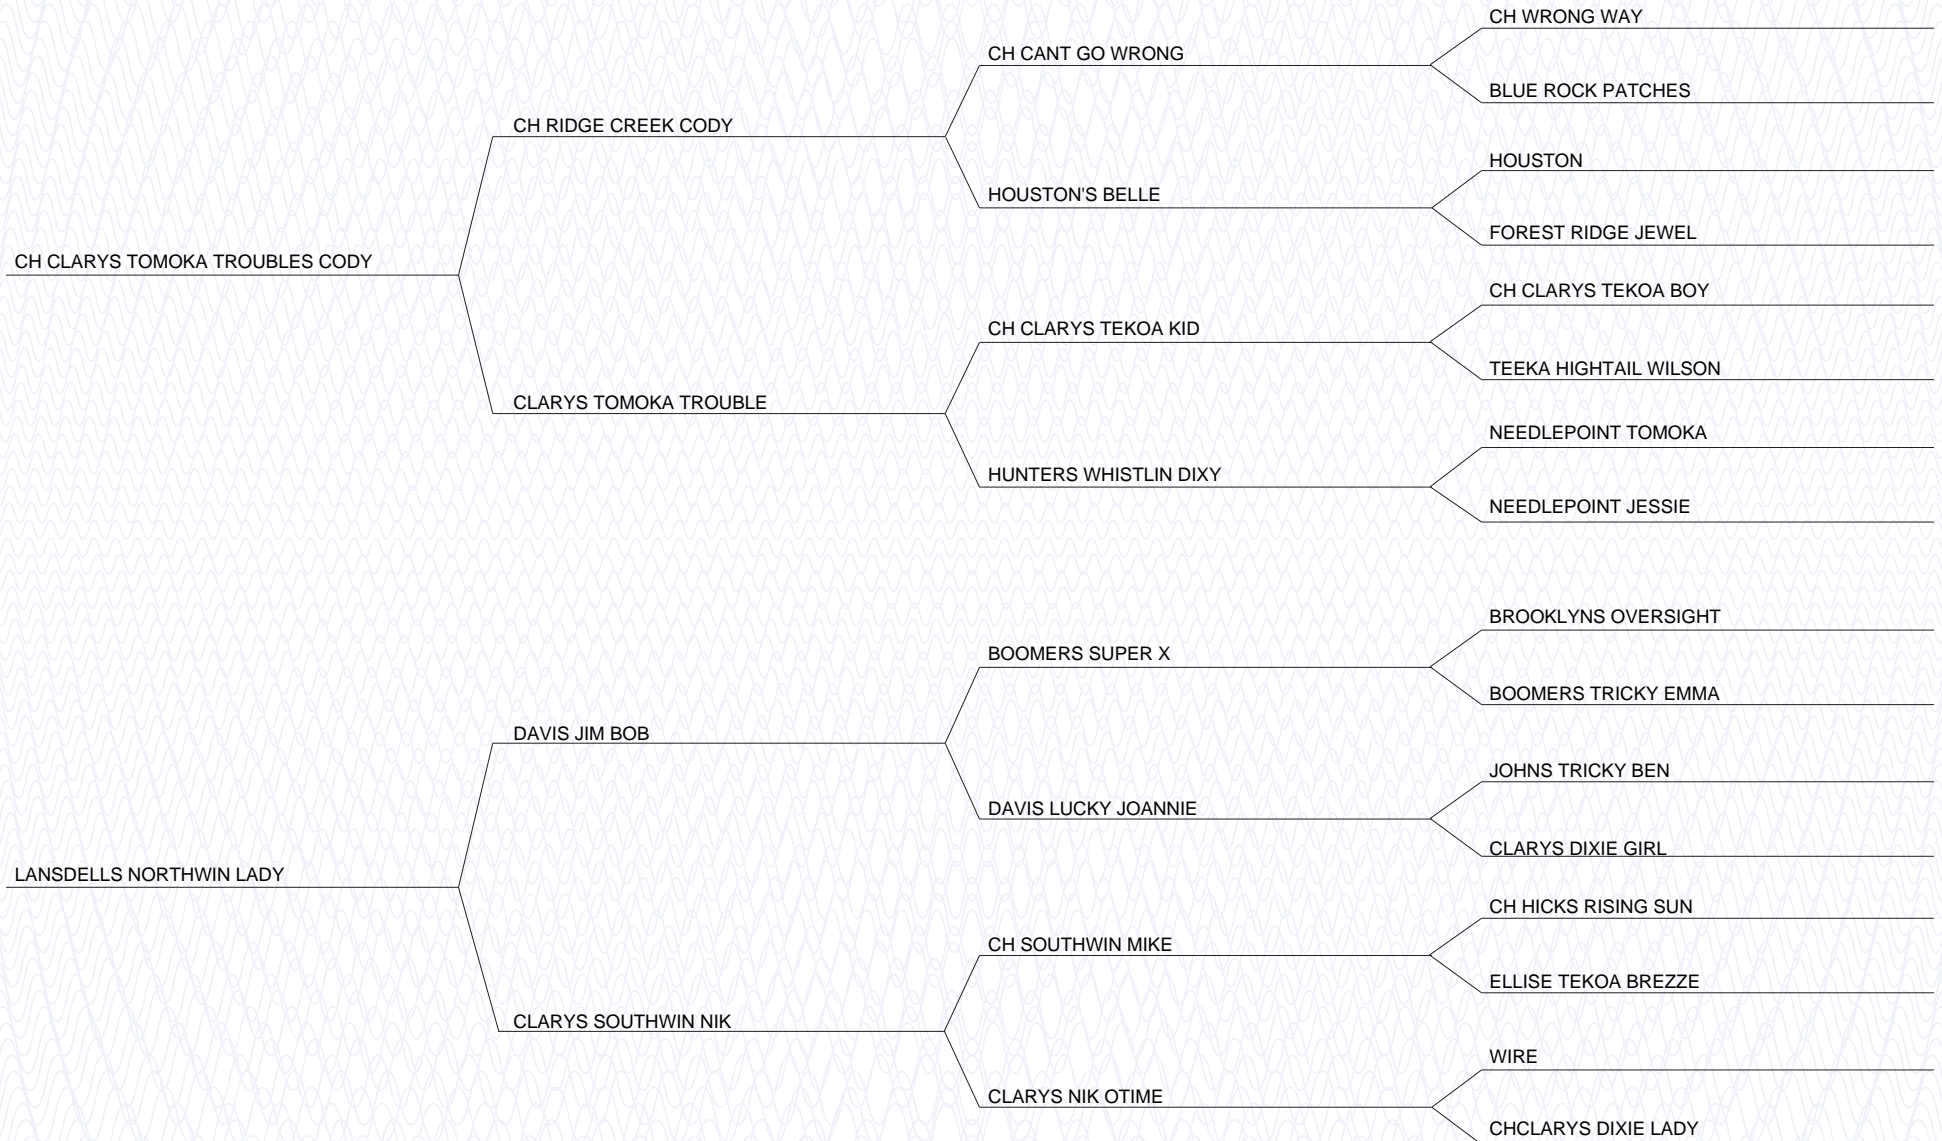 CH WRONG WAY
CH CANT GO WRONG
BLUE ROCK PATCHES
CH RIDGE CREEK CODY
HOUSTON
HOUSTON'S BELLE
FOREST RIDGE JEWEL
CH CLARYS TOMOKA TROUBLES CODY
CH CLARYS TEKOA BOY
CH CLARYS TEKOA KID
TEEKA HIGHTAIL WILSON
CLARYS TOMOKA TROUBLE
NEEDLEPOINT TOMOKA
HUNTERS WHISTLIN DIXY
NEEDLEPOINT JESSIE
BROOKLYNS OVERSIGHT
BOOMERS SUPER X
BOOMERS TRICKY EMMA
DAVIS JIM BOB
JOHNS TRICKY BEN
DAVIS LUCKY JOANNIE
CLARYS DIXIE GIRL
LANSDELLS NORTHWIN LADY
CH HICKS RISING SUN
CH SOUTHWIN MIKE
ELLISE TEKOA BREZZE
CLARYS SOUTHWIN NIK
WIRE
CLARYS NIK OTIME
CHCLARYS DIXIE LADY